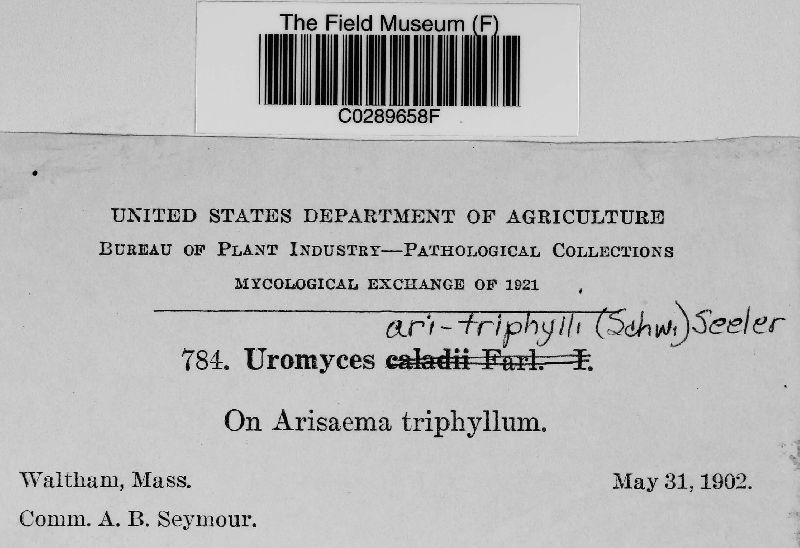 The Field Museum (F)
C0289658F
UNITED STATES DEPARTMENT OF AGRICULTURE
BUREAU OF PLANT INDUSTRY—PATHOLOGICAL COLLECTIONS
MYCOLOGICAL EXCHANGE OF 1921
ari-triphylli (Schw.) Seeler
784. Uromyces caladii Farl. I.
On Arisaema triphyllum.
Waltham, Mass. May 31, 1902.
Comm. A. B. Seymour.